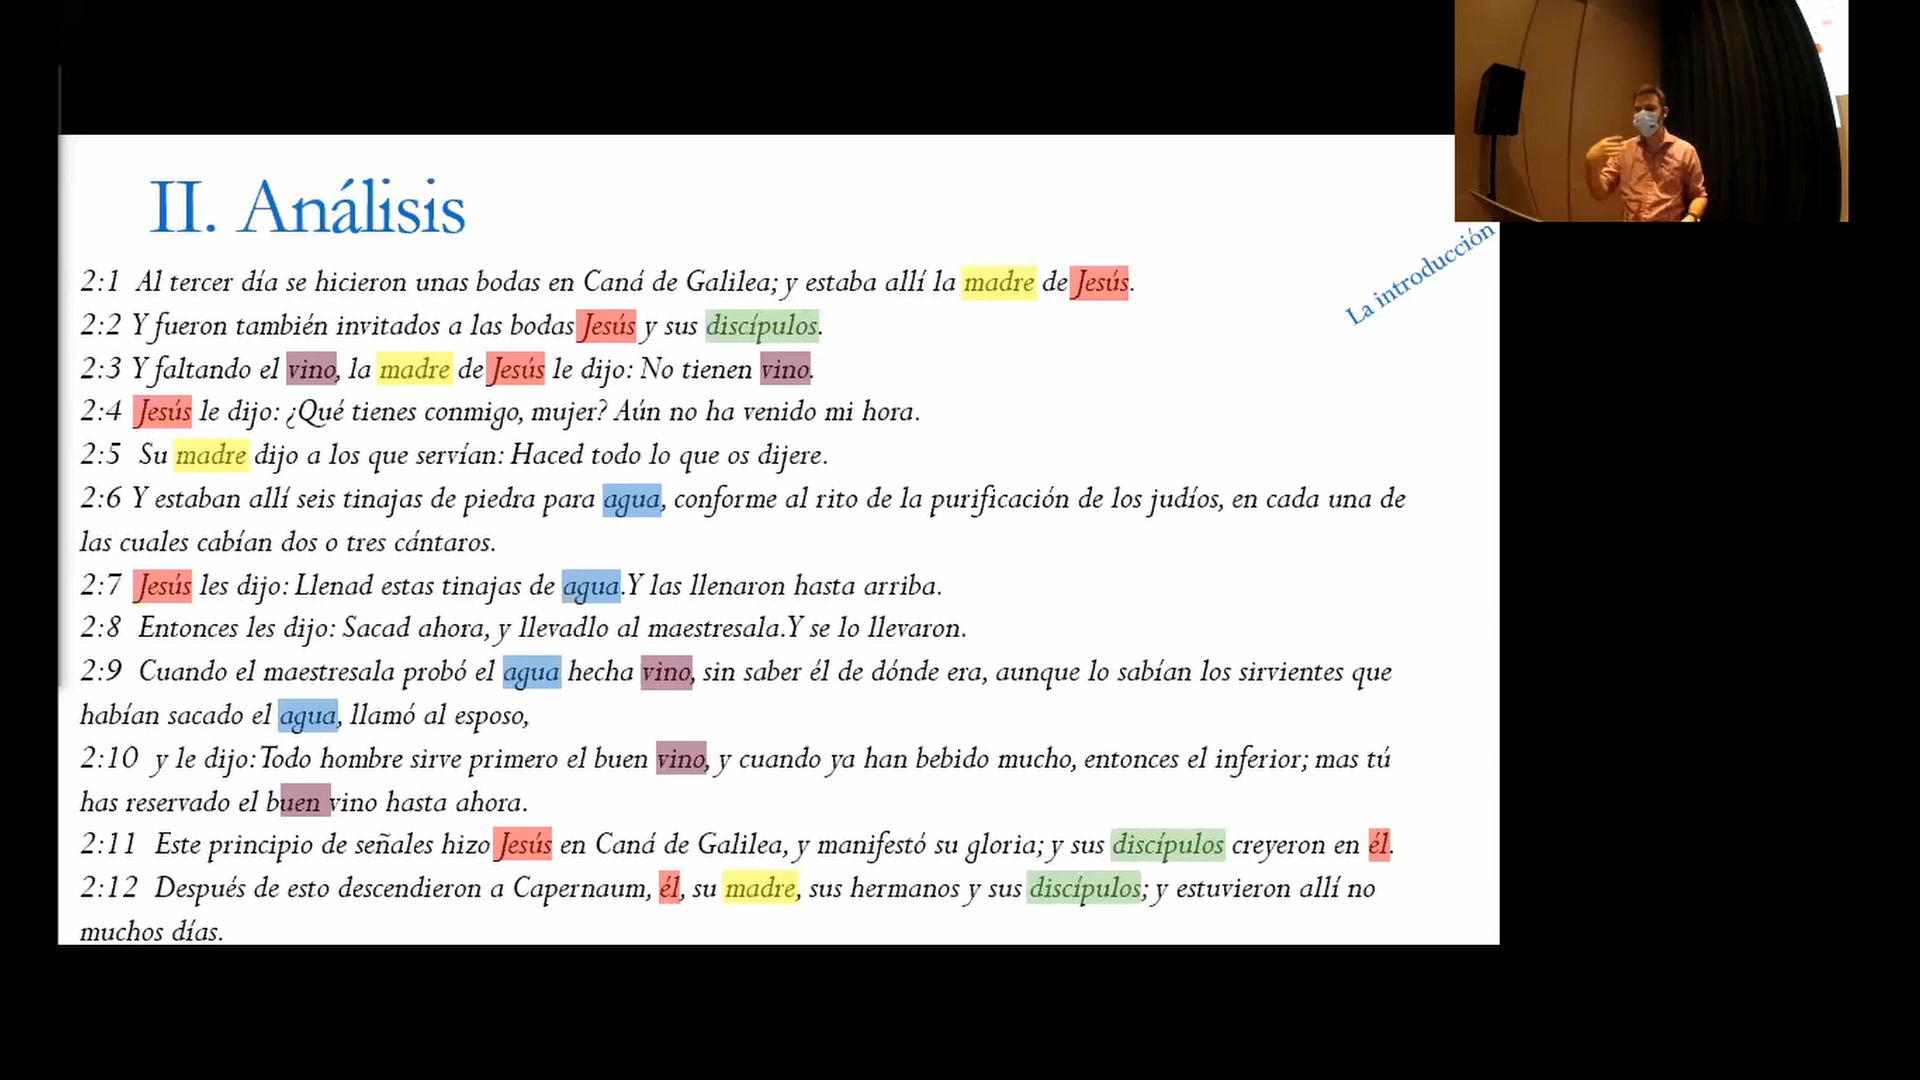 II. Análisis
La introducción
2:1 Al tercer día se hicieron unas bodas en Caná de Galilea; y estaba allí la madre de Jesús.
2:2 Y fueron también invitados a las bodas Jesús y sus discípulos.
2:3 Y faltando el vino, la madre de Jesús le dijo: No tienen vino.
2:4 Jesús le dijo: ¿Qué tienes conmigo, mujer? Aún no ha venido mi hora.
2:5 Su madre dijo a los que servían: Haced todo lo que os dijere.
2:6 Y estaban allí seis tinajas de piedra para agua, conforme al rito de la purificación de los judíos, en cada una de
las cuales cabían dos o tres cántaros.
2:7 Jesús les dijo: Llenad estas tinajas de agua. Y las llenaron hasta arriba.
2:8 Entonces les dijo: Sacad ahora, y llevadlo al maestresala. Y se lo llevaron.
2:9 Cuando el maestresala probó el agua hecha vino, sin saber él de dónde era, aunque lo sabían los sirvientes que
habían sacado el agua, llamó al esposo,
2:10 y le dijo: Todo hombre sirve primero el buen vino, y cuando ya han bebido mucho, entonces el inferior; mas tú
has reservado el buen vino hasta ahora.
2:11 Este principio de señales hizo Jesús en Caná de Galilea, y manifestó su gloria; y sus discípulos creyeron en él.
2:12 Después de esto descendieron a Capernaum, él, su madre, sus hermanos y sus discípulos; y estuvieron allí no
muchos días.